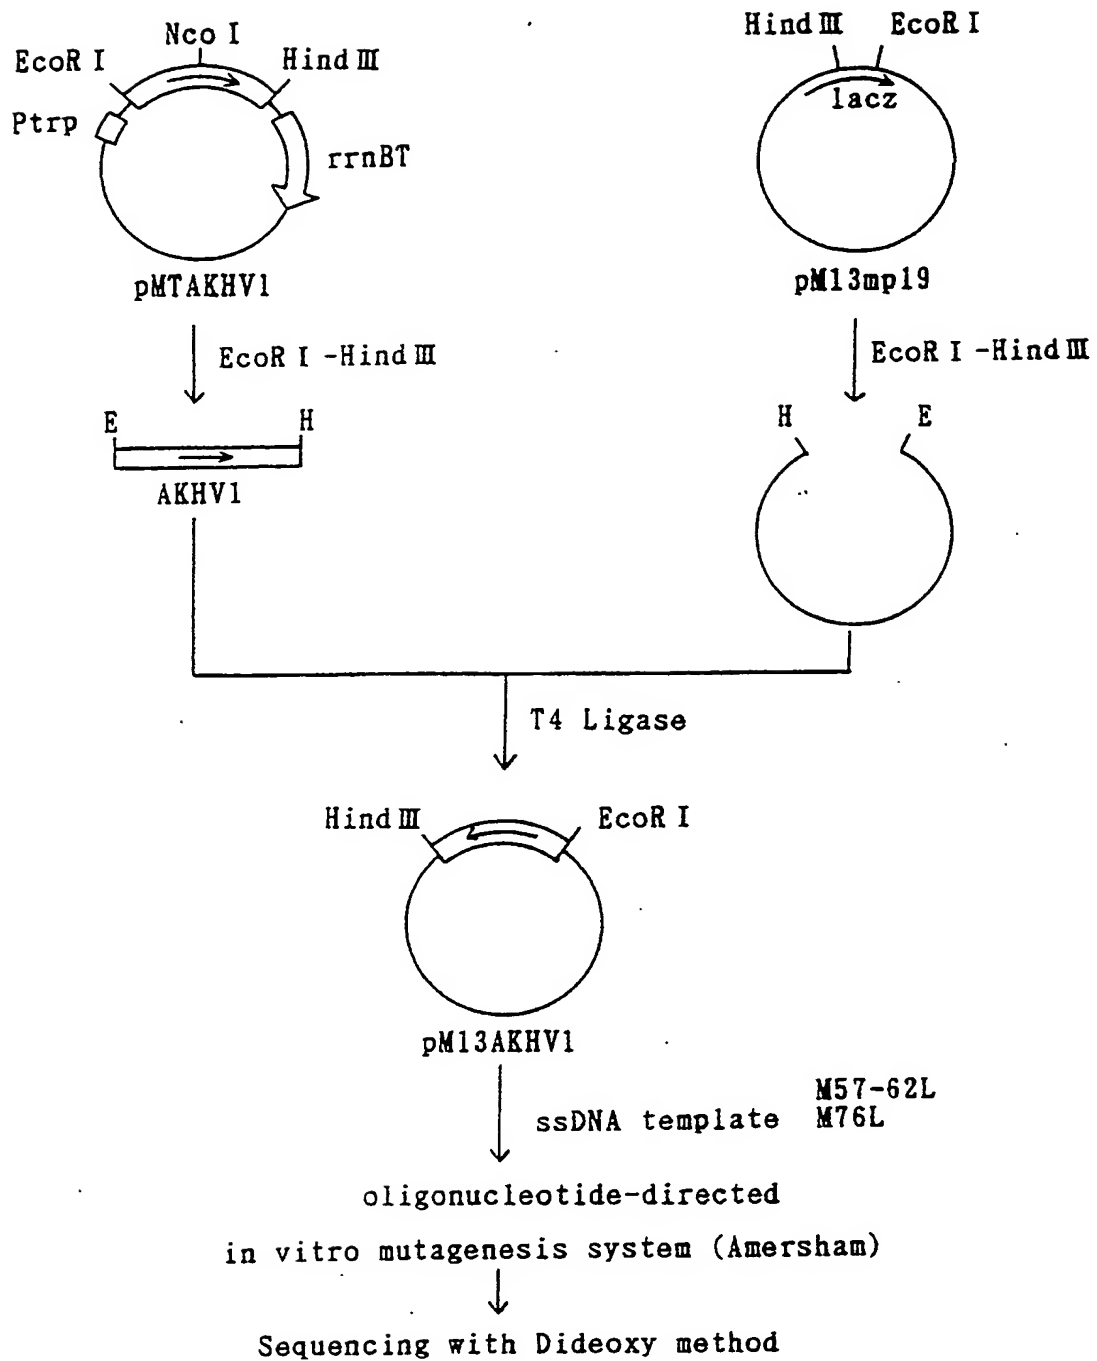 Nco I
EcoR I
Hind III
Ptrp
rrnBT
pMTAKHV1
Hind III
EcoR I
lacz
pM13mp19
EcoR I -Hind III
EcoR I -Hind III
E
H
AKHV1
H
E
T4 Ligase
Hind III
EcoR I
pM13AKHV1
ssDNA template
M57-62L
M76L
oligonucleotide-directed
in vitro mutagenesis system (Amersham)
Sequencing with Dideoxy method